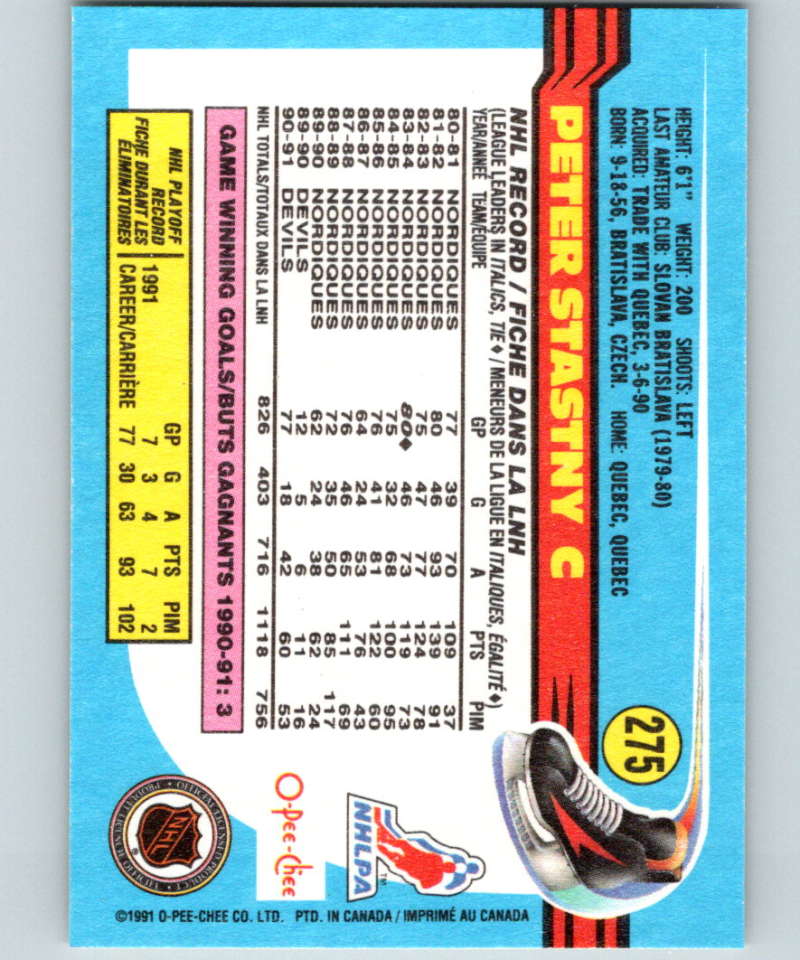 275
HEIGHT: 6'1" WEIGHT: 200 SHOOTS: LEFT
LAST AMATEUR CLUB: SLOVAN BRATISLAVA (1979-80)
ACQUIRED: TRADE WITH QUEBEC, 3-6-90
BORN: 9-18-56, BRATISLAVA, CZECH. HOME: QUEBEC, QUEBEC
PETER STASTNY C
NHL RECORD / FICHE DANS LA LNH
(LEAGUE LEADERS IN ITALICS, TIE ♦ / MENEURS DE LA LIGUE EN ITALIQUES, ÉGALITÉ ♦)
YEAR/ANNÉE TEAM/ÉQUIPE GP G A PTS PIM
80-81 NORDIQUES 77 39 70 109 37
81-82 NORDIQUES 80 46 93 139 91
82-83 NORDIQUES 75 47 77 124 78
83-84 NORDIQUES 80♦ 46 73 119 73
84-85 NORDIQUES 75 32 68 100 95
85-86 NORDIQUES 76 41 81 122 60
86-87 NORDIQUES 64 24 53 76 43
87-88 NORDIQUES 76 46 65 111 69
88-89 NORDIQUES 72 35 50 85 117
89-90 NORDIQUES 62 24 38 62 24
89-90 DEVILS 12 5 6 11 16
90-91 DEVILS 77 18 42 60 53
NHL TOTALS/TOTAUX DANS LA LNH 826 403 716 1118 756
GAME WINNING GOALS/BUTS GAGNANTS 1990-91: 3
NHL PLAYOFF
RECORD
FICHE DURANT LES
ÉLIMINATOIRES
GP G A PTS PIM
1991 7 3 4 7 2
CAREER/CARRIÈRE 77 30 63 93 102
NHLPA
TM
O-Pee-Chee
NHL
®
OFFICIAL LICENSED PRODUCT
©1991 O-PEE-CHEE CO. LTD. PTD. IN CANADA / IMPRIMÉ AU CANADA